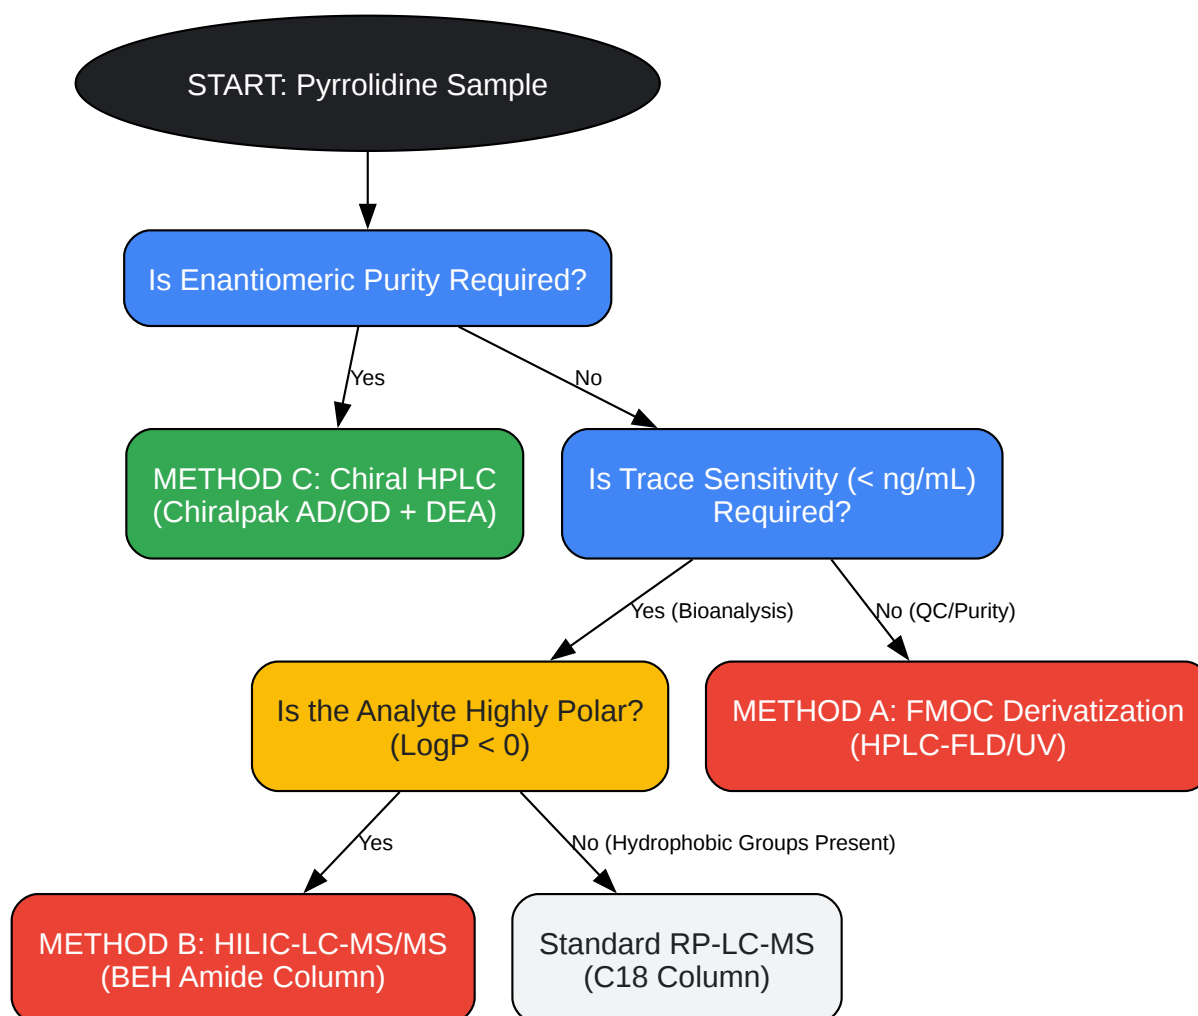 START: Pyrrolidine Sample
Is Enantiomeric Purity Required?
Yes
No
METHOD C: Chiral HPLC
(Chiralpak AD/OD + DEA)
Is Trace Sensitivity (< ng/mL)
Required?
Yes (Bioanalysis)
No (QC/Purity)
Is the Analyte Highly Polar?
(LogP < 0)
METHOD A: FMOC Derivatization
(HPLC-FLD/UV)
Yes
No (Hydrophobic Groups Present)
METHOD B: HILIC-LC-MS/MS
(BEH Amide Column)
Standard RP-LC-MS
(C18 Column)